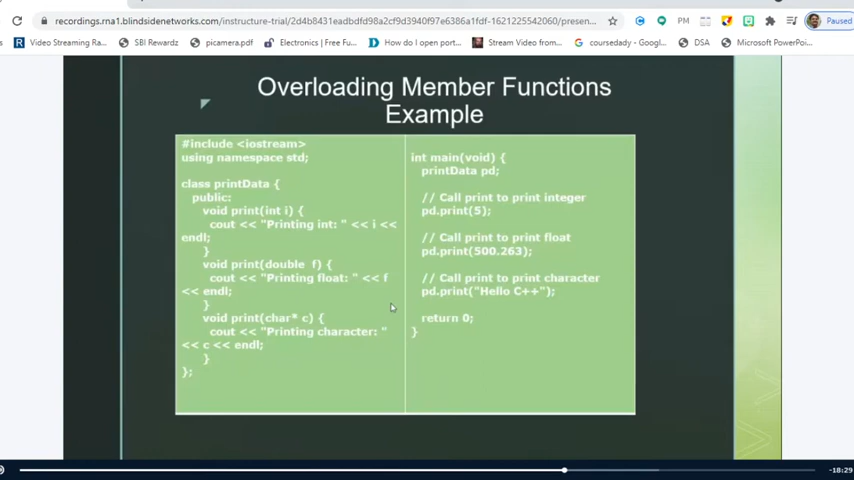 recordings.rna1.blindsidenetworks.com/instructure-trial/2d4b8431eadbdfd98a2cf9d3940f97e6386a1fdf-1621225542060/presen...
PM
Paused
Video Streaming Ra...
SBI Rewardz
picamera.pdf
Electronics | Free Fu...
How do I open port...
Stream Video from...
coursedady - Googl...
DSA
Microsoft PowerPoi...
Overloading Member Functions
Example
#include <iostream>
using namespace std;
class printData {
public:
void print(int i) {
cout << "Printing int: " << i <<
endl;
}
void print(double f) {
cout << "Printing float: " << f
<< endl;
}
void print(char* c) {
cout << "Printing character: "
<< c << endl;
}
};
int main(void) {
printData pd;
// Call print to print integer
pd.print(5);
// Call print to print float
pd.print(500.263);
// Call print to print character
pd.print("Hello C++");
return 0;
}
-18:29